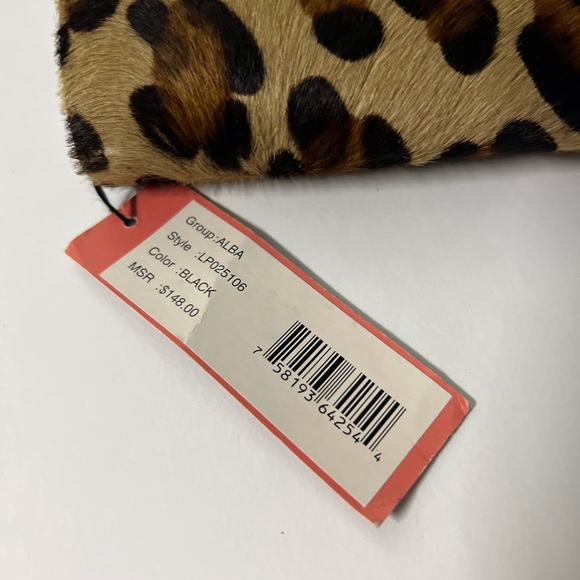 Group:ALBA
Style :LP025106
Color :BLACK
MSR :$148.00
7 58193 64254 4